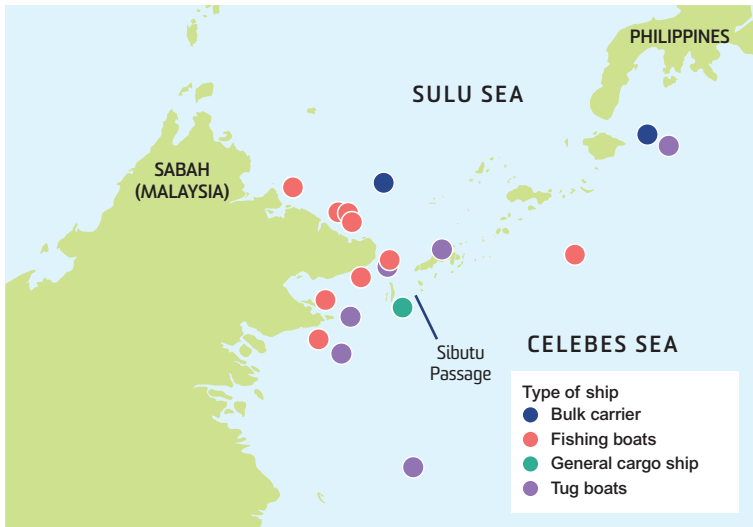 PHILIPPINES
SULU SEA
SABAH
(MALAYSIA)
Sibutu
Passage
CELEBES SEA
Type of ship
Bulk carrier
Fishing boats
General cargo ship
Tug boats